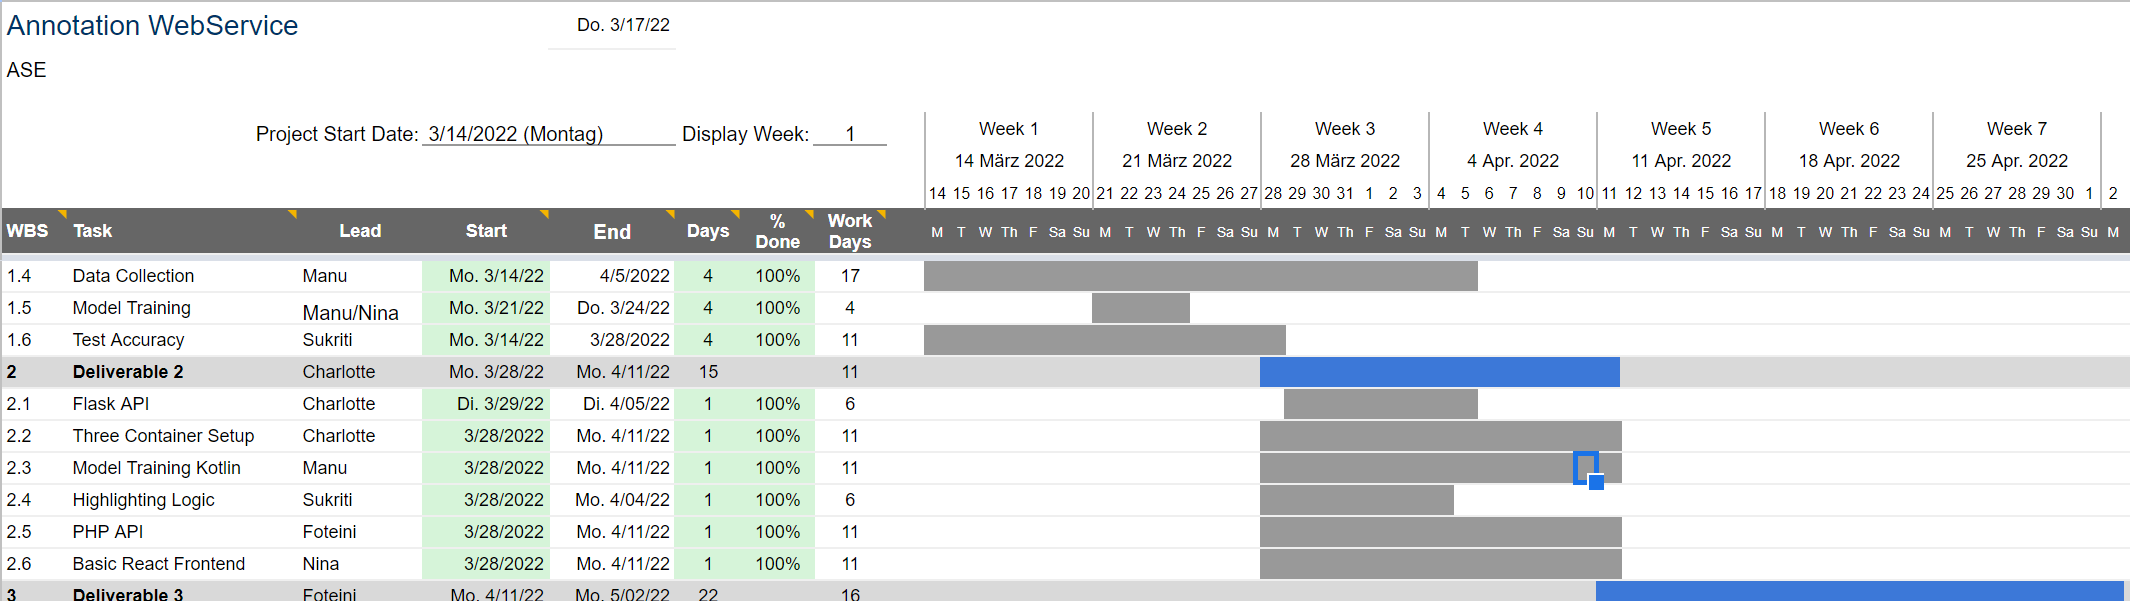 Annotation WebService Do. 3/17/22
ASE
Project Start Date: 3/14/2022 (Montag) Display Week: 1
Week 1 Week 2 Week 3 Week 4 Week 5 Week 6 Week 7
14 März 2022 21 März 2022 28 März 2022 4 Apr. 2022 11 Apr. 2022 18 Apr. 2022 25 Apr. 2022
14 15 16 17 18 19 20 21 22 23 24 25 26 27 28 29 30 31 1 2 3 4 5 6 7 8 9 10 11 12 13 14 15 16 17 18 19 20 21 22 23 24 25 26 27 28 29 30 1 2
WBS Task Lead Start End Days % Done Work Days M T W Th F Sa Su M T W Th F Sa Su M T W Th F Sa Su M T W Th F Sa Su M T W Th F Sa Su M T W Th F Sa Su M T W Th F Sa Su M
1.4 Data Collection Manu Mo. 3/14/22 4/5/2022 4 100% 17
1.5 Model Training Manu/Nina Mo. 3/21/22 Do. 3/24/22 4 100% 4
1.6 Test Accuracy Sukriti Mo. 3/14/22 3/28/2022 4 100% 11
2 Deliverable 2 Charlotte Mo. 3/28/22 Mo. 4/11/22 15 11
2.1 Flask API Charlotte Di. 3/29/22 Di. 4/05/22 1 100% 6
2.2 Three Container Setup Charlotte 3/28/2022 Mo. 4/11/22 1 100% 11
2.3 Model Training Kotlin Manu 3/28/2022 Mo. 4/11/22 1 100% 11
2.4 Highlighting Logic Sukriti 3/28/2022 Mo. 4/04/22 1 100% 6
2.5 PHP API Foteini 3/28/2022 Mo. 4/11/22 1 100% 11
2.6 Basic React Frontend Nina 3/28/2022 Mo. 4/11/22 1 100% 11
3 Deliverable 3 Foteini Mo. 4/11/22 Mo. 5/02/22 22 16